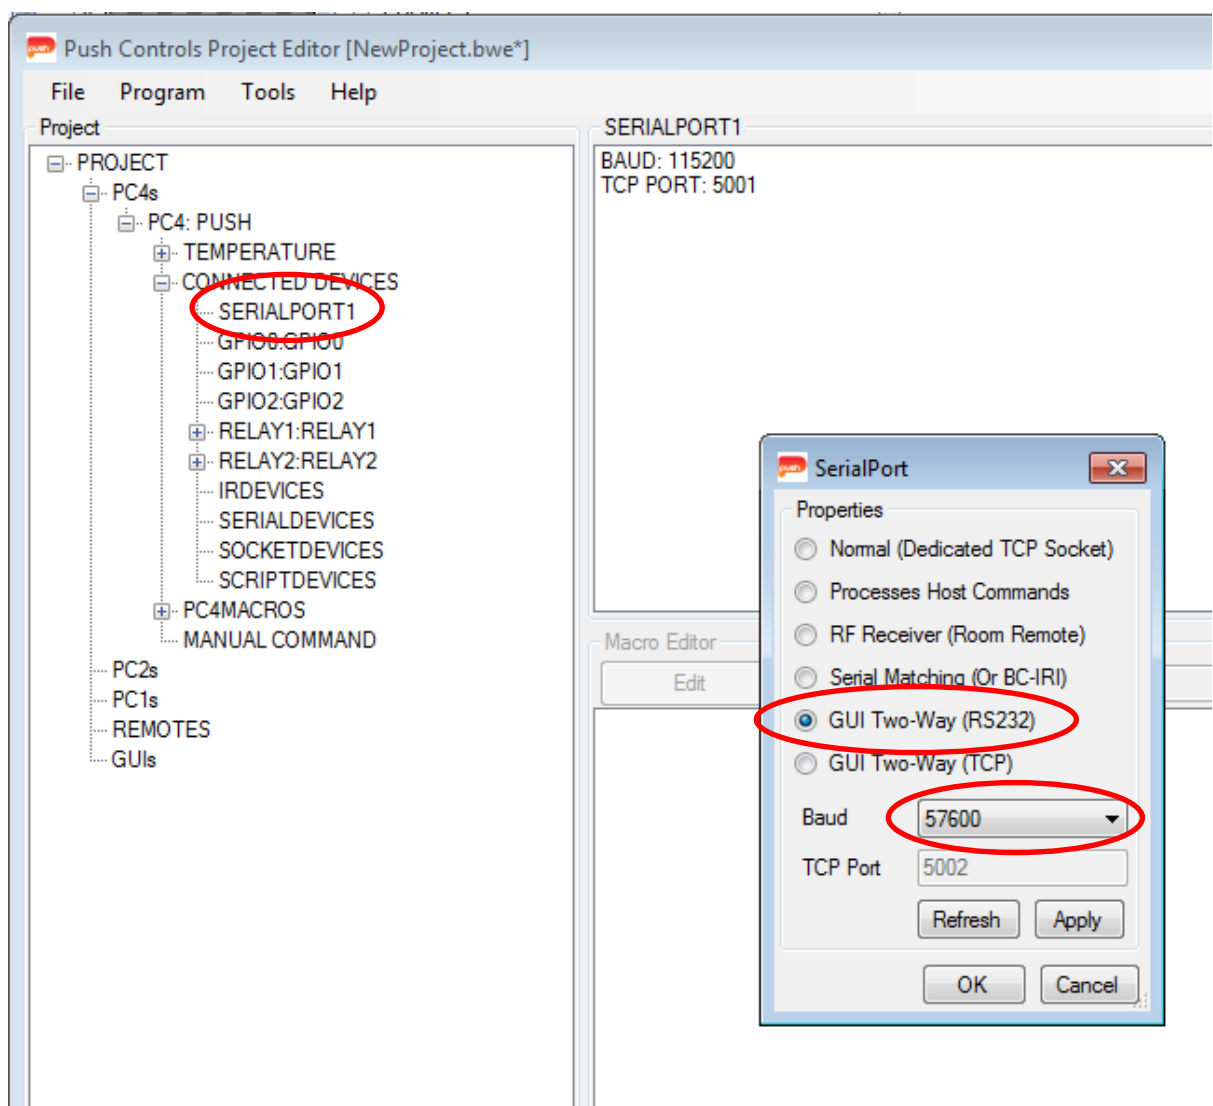 Push Controls Project Editor [NewProject.bwe*]
File Program Tools Help
Project
PROJECT
PC4s
PC4: PUSH
TEMPERATURE
CONNECTED DEVICES
SERIALPORT1
GPIO0:GPIO0
GPIO1:GPIO1
GPIO2:GPIO2
RELAY1:RELAY1
RELAY2:RELAY2
IRDEVICES
SERIALDEVICES
SOCKETDEVICES
SCRIPTDEVICES
PC4MACROS
MANUAL COMMAND
PC2s
PC1s
REMOTES
GUIs
SERIALPORT1
BAUD: 115200
TCP PORT: 5001
Macro Editor
Edit
push
SerialPort
Properties
Normal (Dedicated TCP Socket)
Processes Host Commands
RF Receiver (Room Remote)
Serial Matching (Or BC-IRI)
GUI Two-Way (RS232)
GUI Two-Way (TCP)
Baud 57600
TCP Port 5002
Refresh Apply
OK Cancel